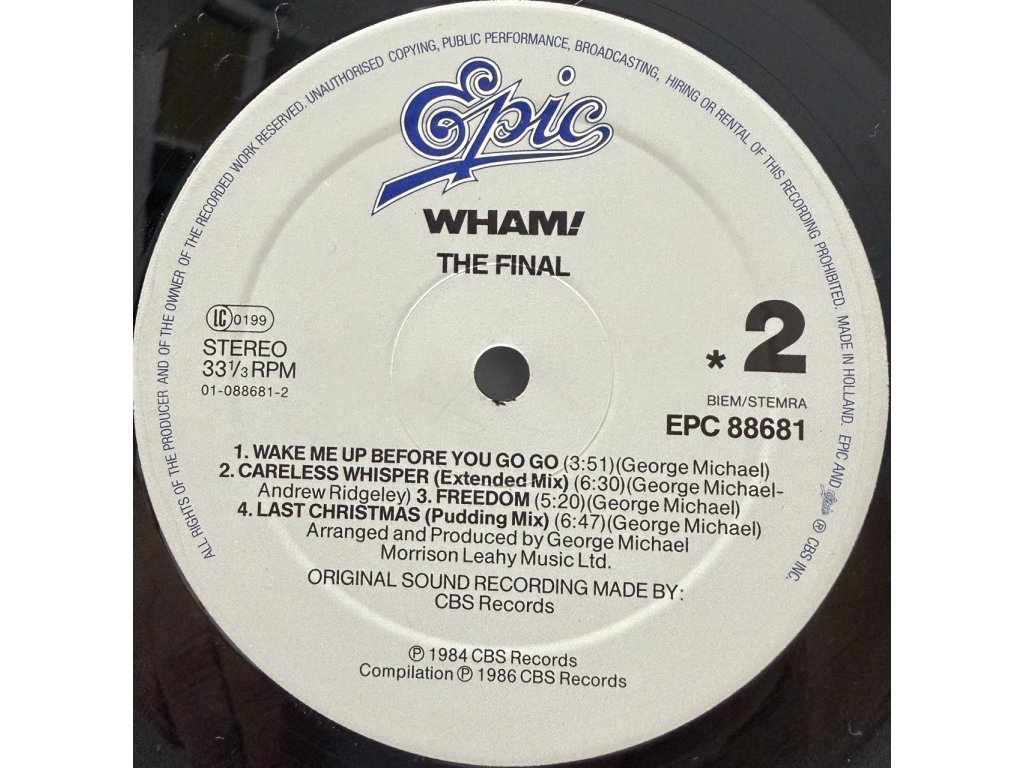 ALL RIGHTS OF THE PRODUCER AND OF THE OWNER OF THE RECORDED WORK RESERVED. UNAUTHORISED COPYING, PUBLIC PERFORMANCE, BROADCASTING, HIRING OR RENTAL OF THIS RECORDING PROHIBITED. MADE IN HOLLAND. EPIC AND Epic ® CBS INC.
Epic
WHAM!
THE FINAL
LC 0199
STEREO
33 1/3 RPM
01-088681-2
* 2
BIEM/STEMRA
EPC 88681
1. WAKE ME UP BEFORE YOU GO GO (3:51)(George Michael)
2. CARELESS WHISPER (Extended Mix) (6:30)(George Michael-
Andrew Ridgeley) 3. FREEDOM (5:20)(George Michael)
4. LAST CHRISTMAS (Pudding Mix) (6:47)(George Michael)
Arranged and Produced by George Michael
Morrison Leahy Music Ltd.
ORIGINAL SOUND RECORDING MADE BY:
CBS Records
℗ 1984 CBS Records
Compilation ℗ 1986 CBS Records